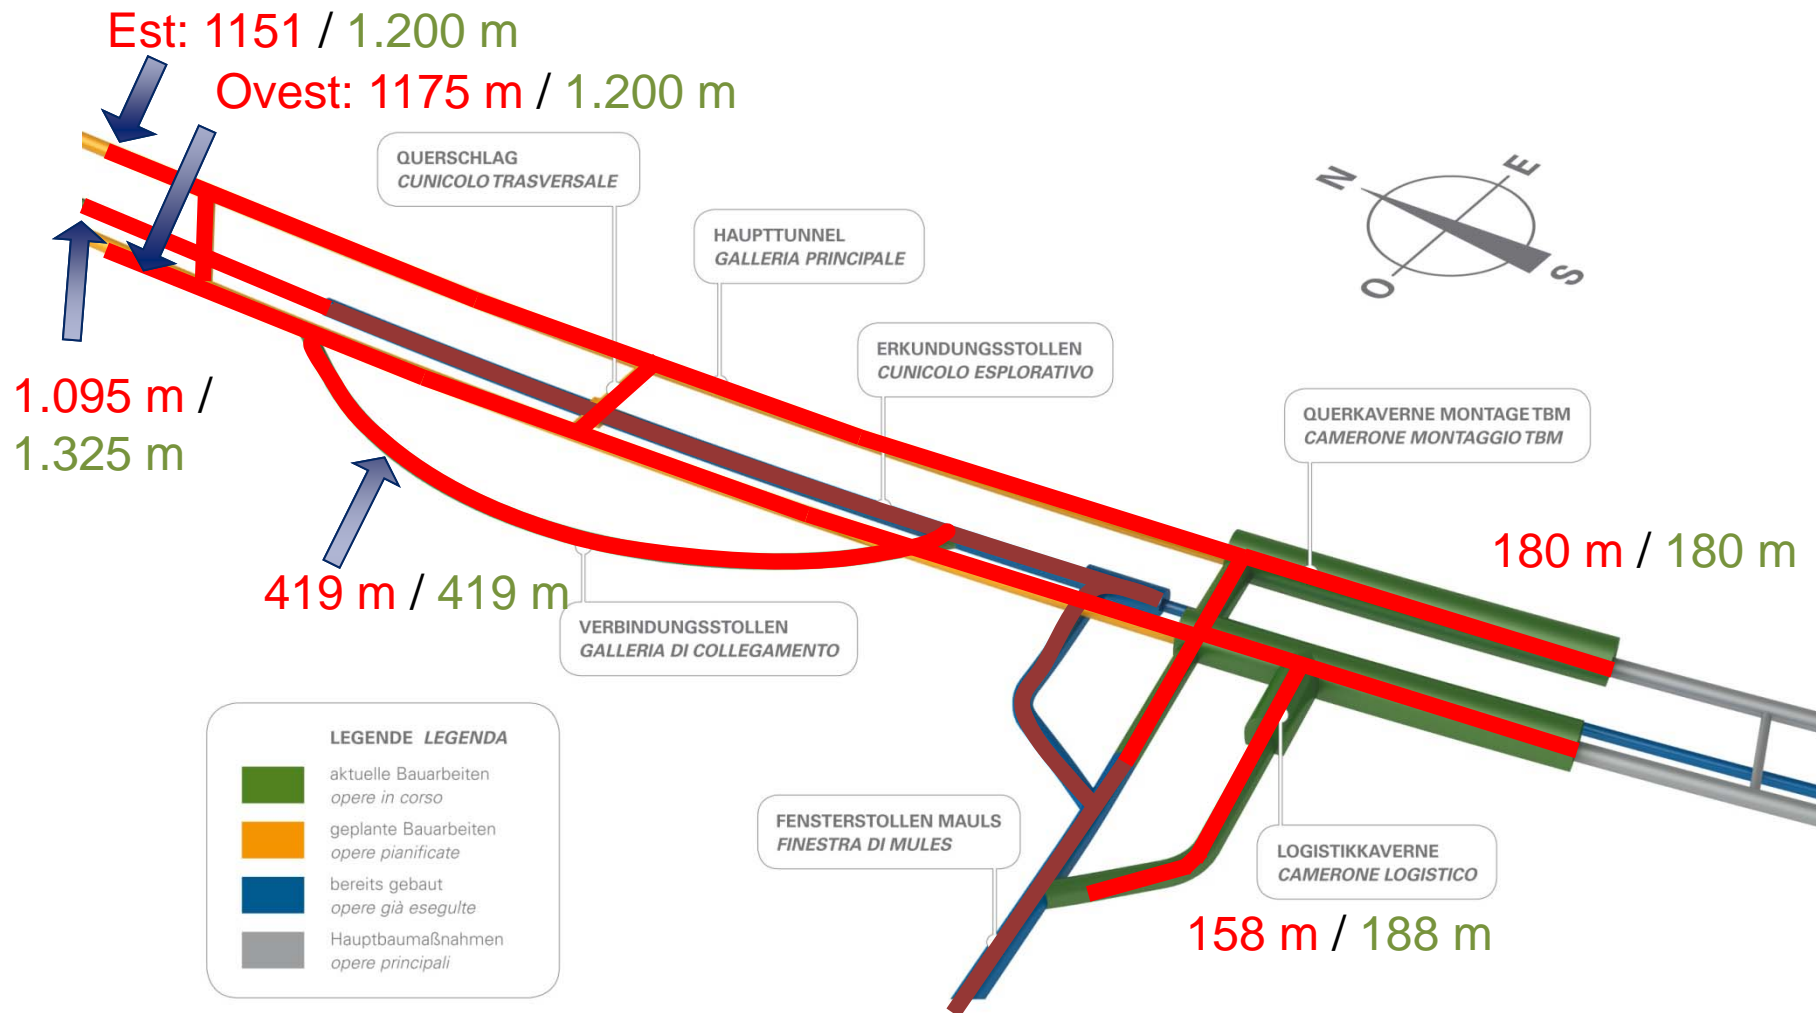 Est: 1151 / 1.200 m
Ovest: 1175 m / 1.200 m
QUERSCHLAG
CUNICOLO TRASVERSALE
N
E
HAUPTTUNNEL
GALLERIA PRINCIPALE
O
S
ERKUNDUNGSSTOLLEN
CUNICOLO ESPLORATIVO
1.095 m /
1.325 m
QUERKAVERNE MONTAGE TBM
CAMERONE MONTAGGIO TBM
180 m / 180 m
419 m / 419 m
VERBINDUNGSSTOLLEN
GALLERIA DI COLLEGAMENTO
LEGENDE LEGENDA
aktuelle Bauarbeiten
opere in corso
geplante Bauarbeiten
opere pianificate
bereits gebaut
opere già esegulte
Hauptbaumaßnahmen
opere principali
FENSTERSTOLLEN MAULS
FINESTRA DI MULES
LOGISTIKKAVERNE
CAMERONE LOGISTICO
158 m / 188 m